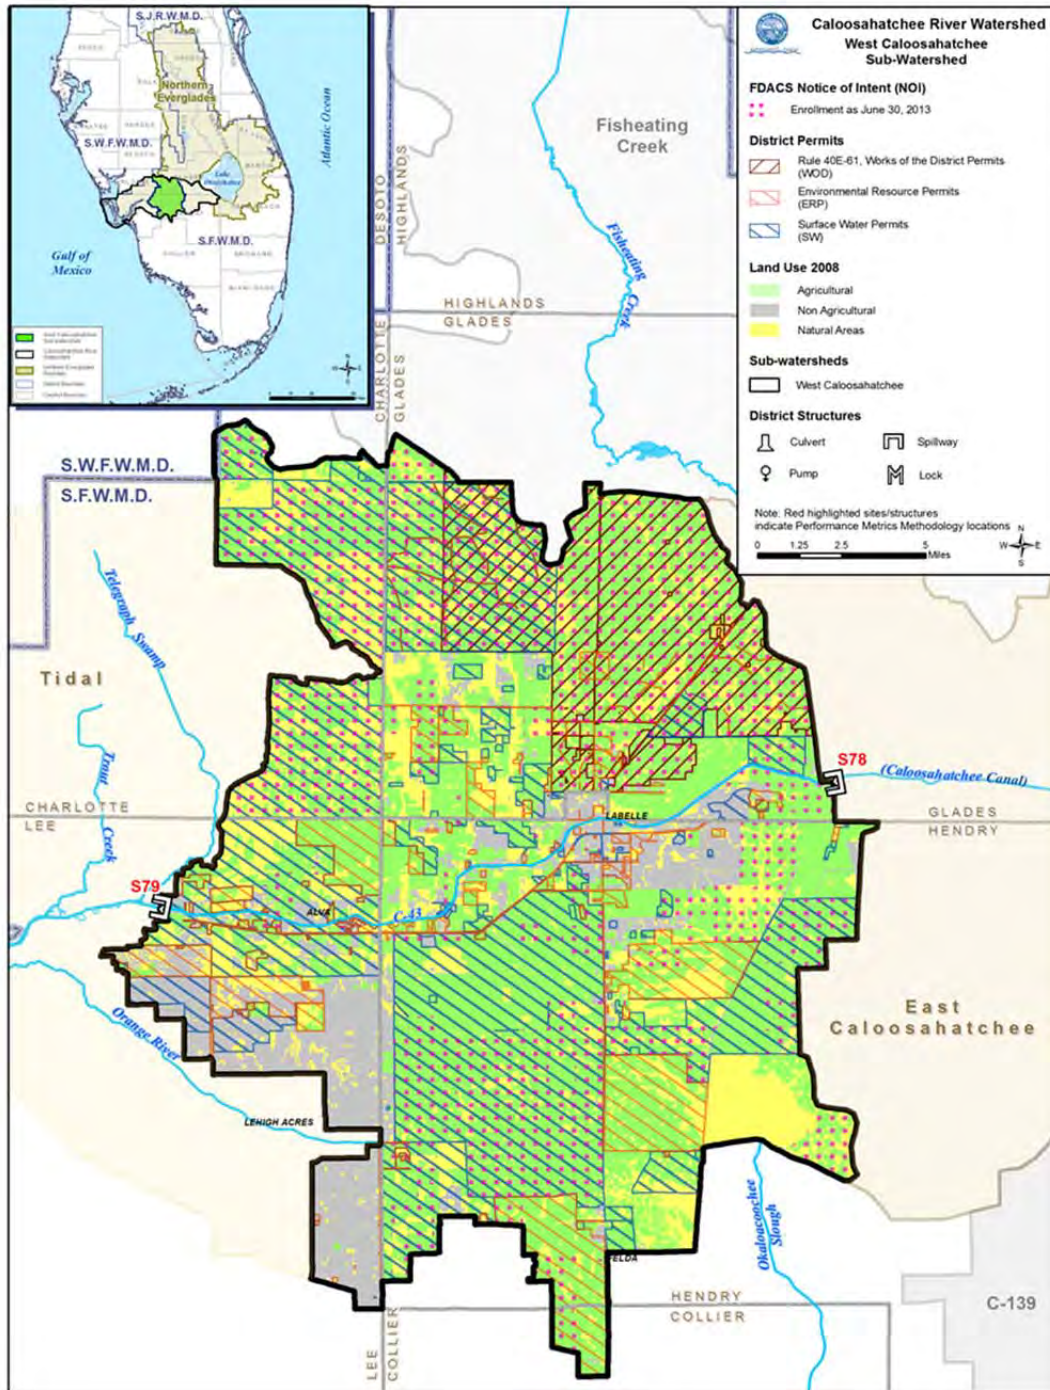 Caloosahatchee River Watershed
West Caloosahatchee
Sub-Watershed
FDACS Notice of Intent (NOI)
Enrollment as June 30, 2013
District Permits
Rule 40E-61, Works of the District Permits
(WOD)
Environmental Resource Permits
(ERP)
Surface Water Permits
(SW)
Land Use 2008
Agricultural
Non Agricultural
Natural Areas
Sub-watersheds
West Caloosahatchee
District Structures
Culvert
Spillway
Pump
Lock
Note: Red highlighted sites/structures
indicate Performance Metrics Methodology locations
N
W
E
S
0 1.25 2.5 5
Miles
S.J.R.W.M.D.
Northern
Everglades
Atlantic Ocean
S.W.F.W.M.D.
Lake
Okeechobee
S.F.W.M.D.
Gulf of
Mexico
Fisheating
Creek
DESOTO
HIGHLANDS
Fisheating
Creek
HIGHLANDS
GLADES
CHARLOTTE
GLADES
S.W.F.W.M.D.
S.F.W.M.D.
Telegraph Swamp
Tidal
Trout
Creek
S78
(Caloosahatchee Canal)
CHARLOTTE
LEE
LABELLE
GLADES
HENDRY
S79
ALVA
C-43
Orange River
East
Caloosahatchee
LEHIGH ACRES
Okaloacoochee
Slough
FELDA
HENDRY
COLLIER
C-139
LEE
COLLIER